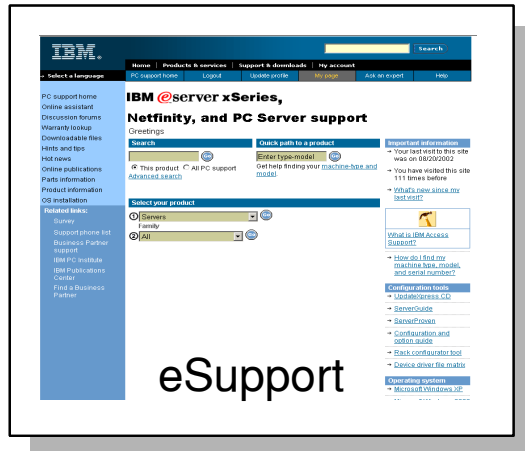 IBM.
Search
Home | Products & services | Support & downloads | My account
→ Select a language
PC support home Logout Update profile My page Ask an expert Help
PC support home
Online assistant
Discussion forums
Warranty lookup
Downloadable files
Hints and tips
Hot news
Online publications
Parts information
Product information
OS installation
Related links:
Survey
Support phone list
Business Partner
support
IBM PC Institute
IBM Publications
Center
Find a Business
Partner
IBM @server xSeries,
Netfinity, and PC Server support
Greetings
Search
Go
This product All PC support
Advanced search
Quick path to a product
Enter type-model Go
Get help finding your machine-type and
model.
Select your product
1 Servers Go
Family
2 All Go
Important information
→ Your last visit to this site
was on 08/20/2002
→ You have visited this site
111 times before
→ What's new since my
last visit?
What is IBM Access
Support?
→ How do I find my
machine type, model,
and serial number?
Configuration tools
→ UpdateXpress CD
→ ServerGuide
→ ServerProven
→ Configuration and
option guide
→ Rack configurator tool
→ Device driver file matrix
Operating system
→ Microsoft Windows XP
eSupport